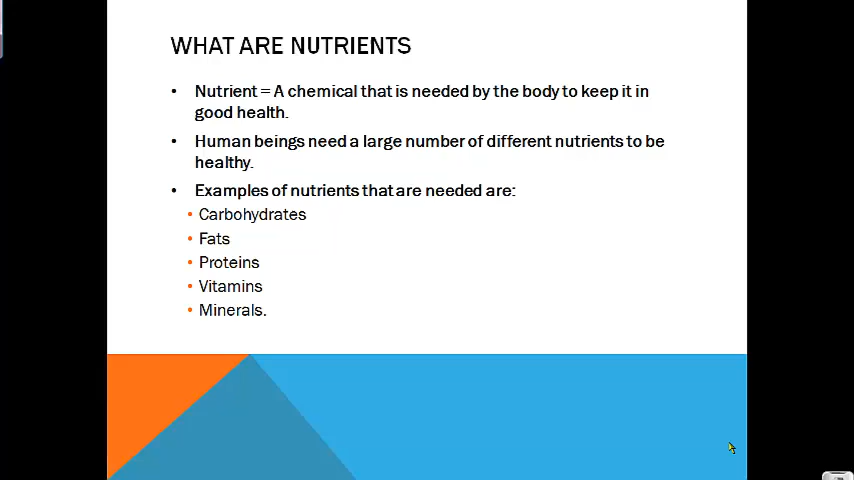 WHAT ARE NUTRIENTS
• Nutrient = A chemical that is needed by the body to keep it in
good health.
• Human beings need a large number of different nutrients to be
healthy.
• Examples of nutrients that are needed are:
• Carbohydrates
• Fats
• Proteins
• Vitamins
• Minerals.